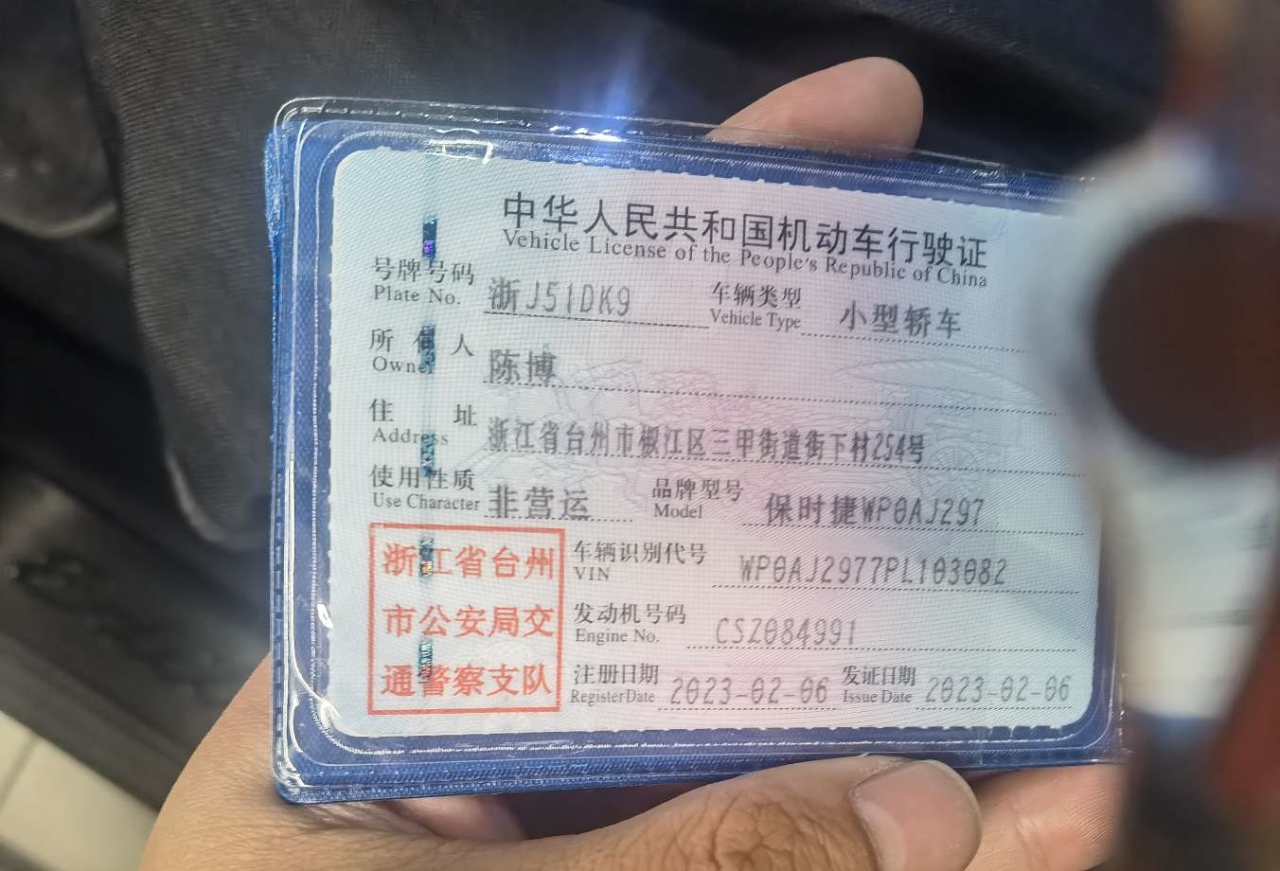 中华人民共和国机动车行驶证
Vehicle License of the People's Republic of China
号牌号码 浙J51DK9 车辆类型 小型轿车
Plate No. Vehicle Type
所有人 陈博
Owner
住址 浙江省台州市椒江区三甲街道街下村254号
Address
使用性质 非营运 品牌型号 保时捷WP0AJ297
Use Character Model
浙江省台州
市公安局交
通警察支队
车辆识别代号 WP0AJ2977PL103082
VIN
发动机号码 CSZ084991
Engine No.
注册日期 2023-02-06 发证日期 2023-02-06
Register Date Issue Date